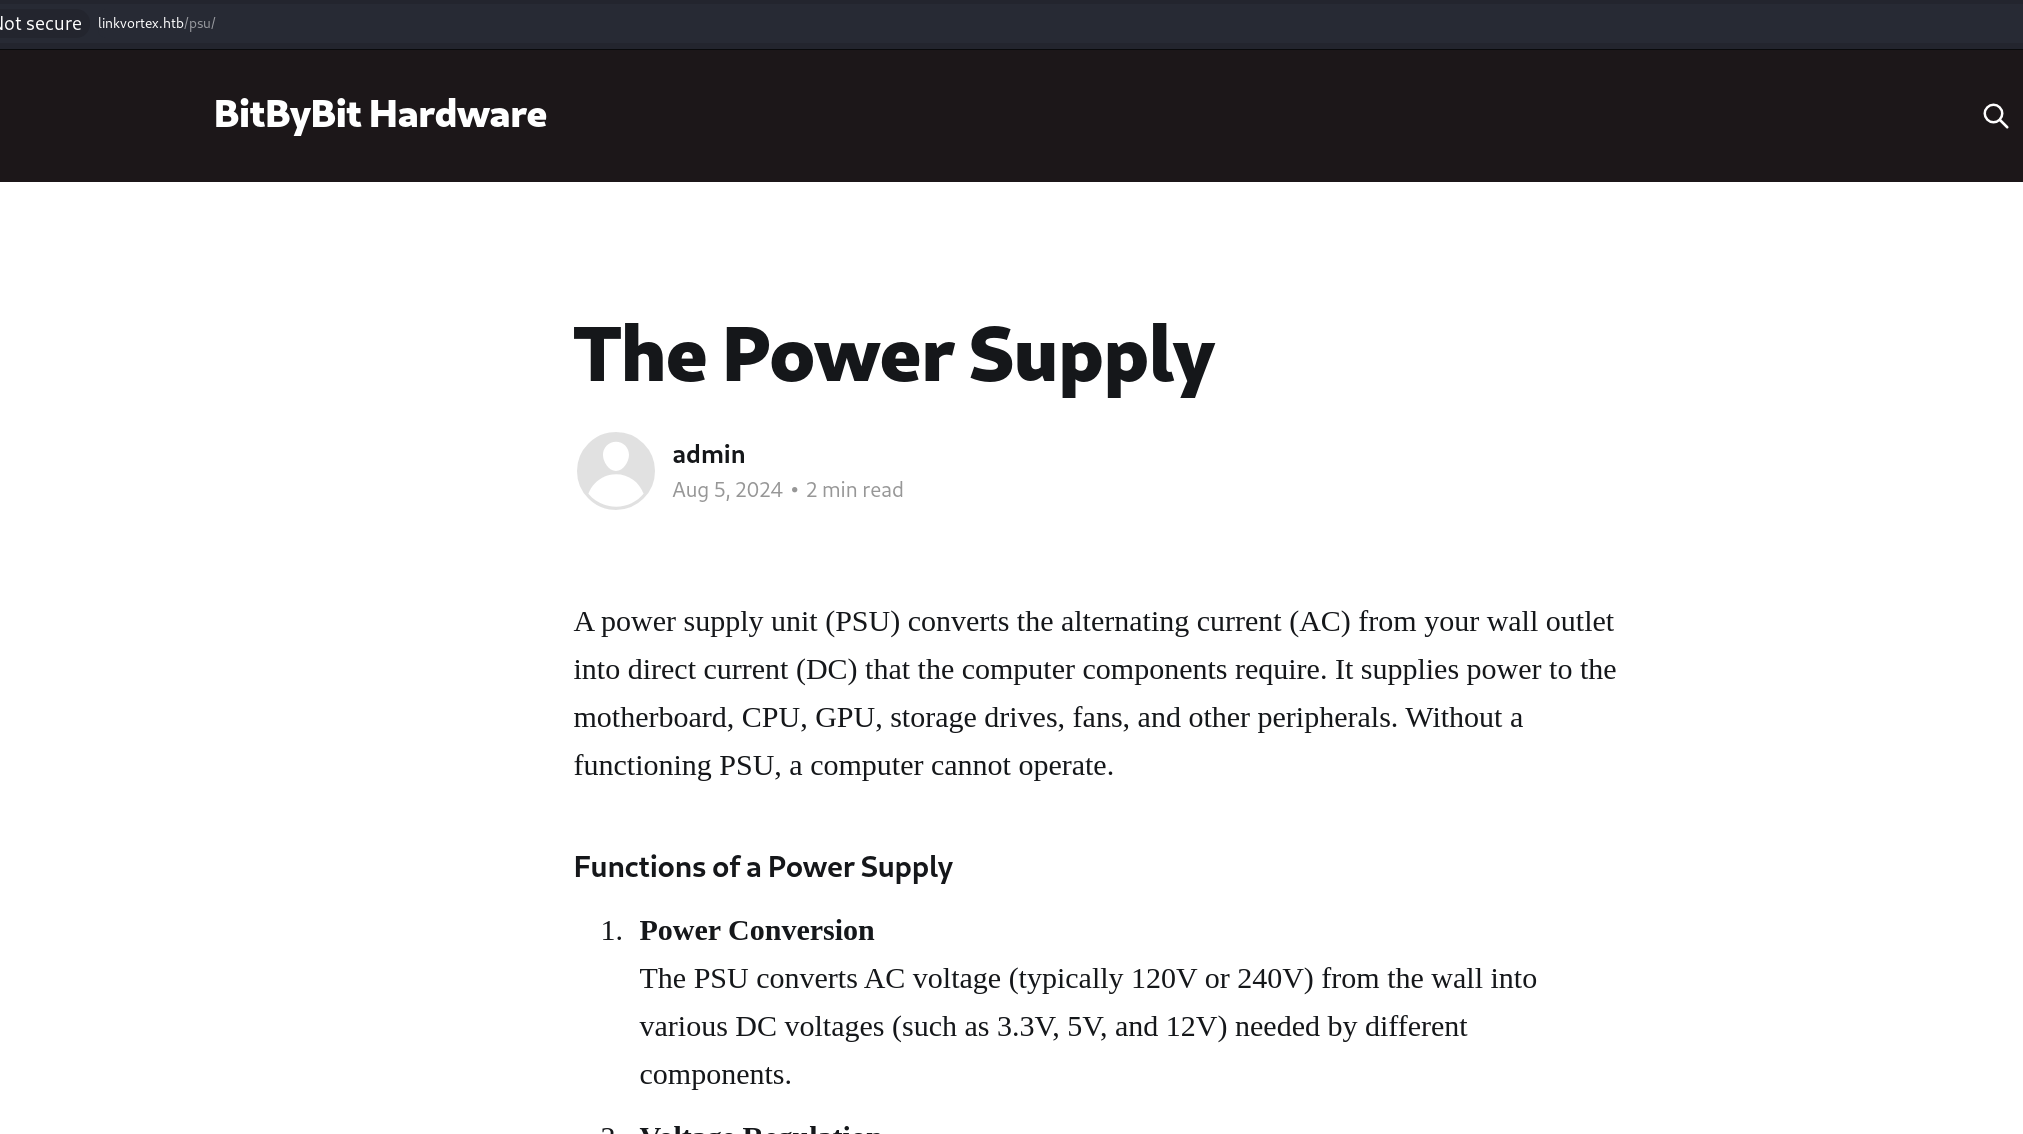 Not secure linkvortex.htb/psu/
BitByBit Hardware
The Power Supply
admin
Aug 5, 2024 • 2 min read
A power supply unit (PSU) converts the alternating current (AC) from your wall outlet
into direct current (DC) that the computer components require. It supplies power to the
motherboard, CPU, GPU, storage drives, fans, and other peripherals. Without a
functioning PSU, a computer cannot operate.
Functions of a Power Supply
1. Power Conversion
The PSU converts AC voltage (typically 120V or 240V) from the wall into
various DC voltages (such as 3.3V, 5V, and 12V) needed by different
components.
2. Voltage Regulation